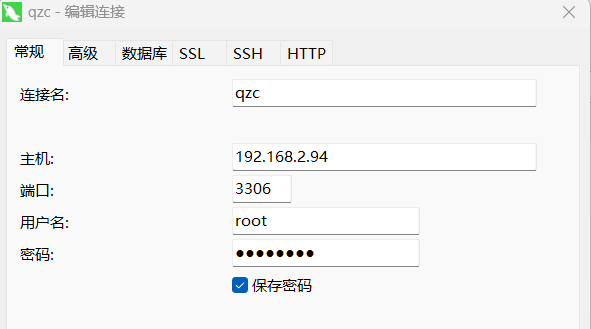 qzc - 编辑连接
常规 高级 数据库 SSL SSH HTTP
连接名: qzc
主机: 192.168.2.94
端口: 3306
用户名: root
密码: ●●●●●●●●
保存密码